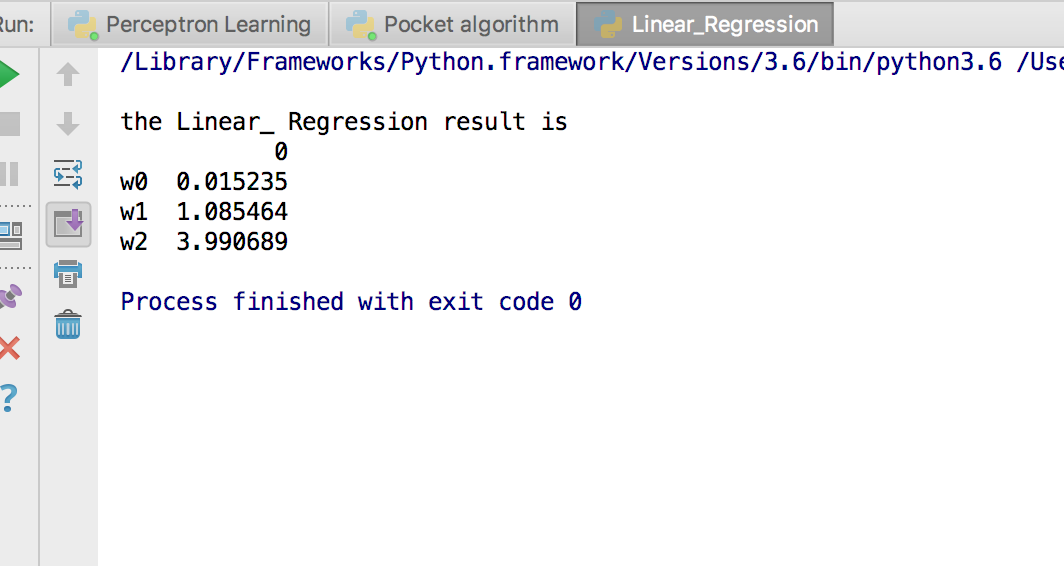 Run: Perceptron Learning Pocket algorithm Linear_Regression
/Library/Frameworks/Python.framework/Versions/3.6/bin/python3.6
the Linear_ Regression result is
0
w0 0.015235
w1 1.085464
w2 3.990689
Process finished with exit code 0
?